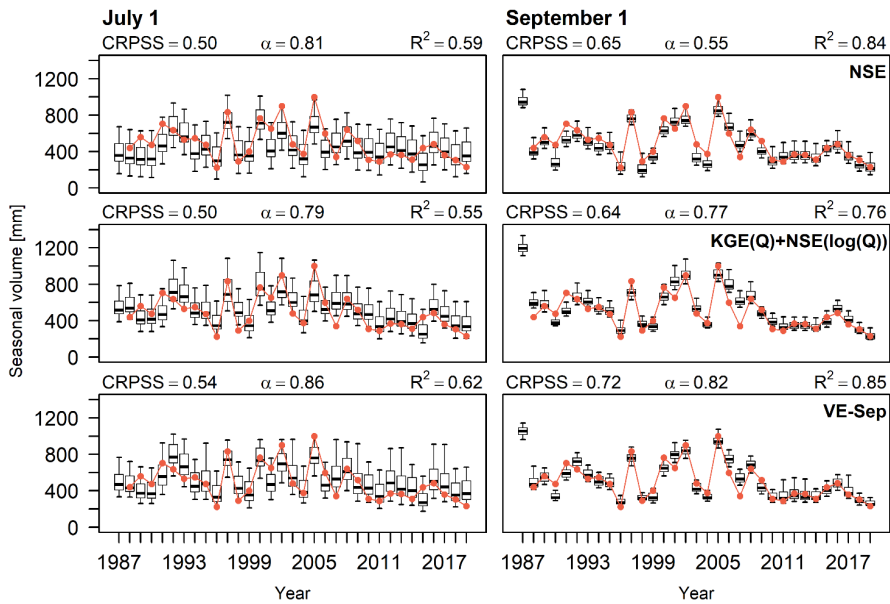 July 1
September 1
CRPSS = 0.50 α = 0.81 R² = 0.59
CRPSS = 0.65 α = 0.55 R² = 0.84
NSE
1200
800
400
0
CRPSS = 0.50 α = 0.79 R² = 0.55
CRPSS = 0.64 α = 0.77 R² = 0.76
KGE(Q)+NSE(log(Q))
Seasonal volume [mm]
1200
800
400
0
CRPSS = 0.54 α = 0.86 R² = 0.62
CRPSS = 0.72 α = 0.82 R² = 0.85
VE-Sep
1200
800
400
0
1987 1993 1999 2005 2011 2017
1987 1993 1999 2005 2011 2017
Year
Year